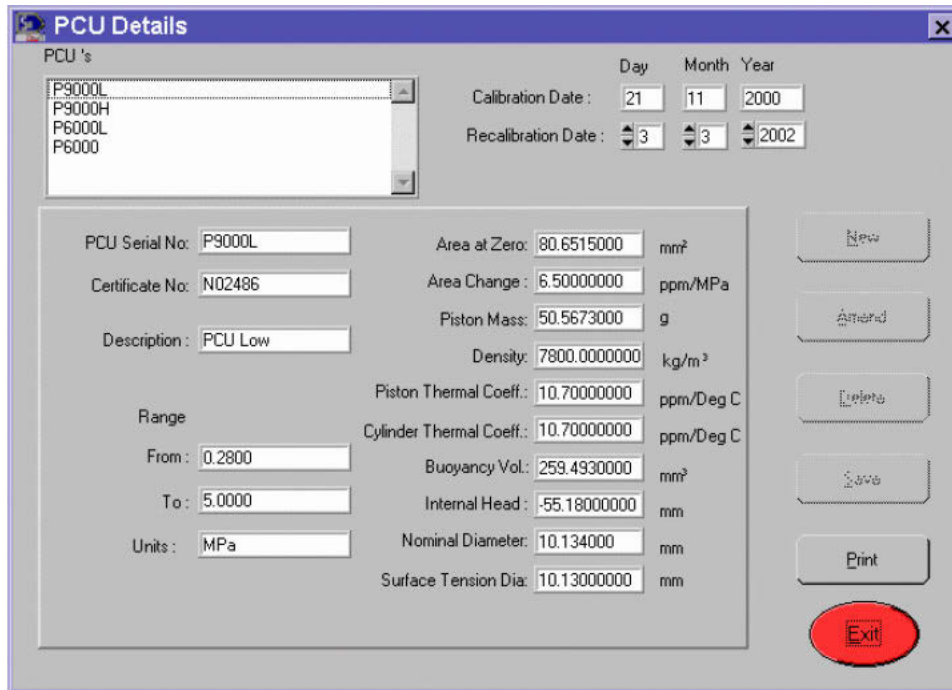 PCU Details
PCU 's
P9000L
P9000H
P6000L
P6000
Day Month Year
Calibration Date : 21 11 2000
Recalibration Date : 3 3 2002
PCU Serial No: P9000L
Certificate No: N02486
Description : PCU Low
Range
From : 0.2800
To : 5.0000
Units : MPa
Area at Zero: 80.6515000 mm²
Area Change : 6.50000000 ppm/MPa
Piston Mass: 50.5673000 g
Density: 7800.0000000 kg/m³
Piston Thermal Coeff.: 10.70000000 ppm/Deg C
Cylinder Thermal Coeff.: 10.70000000 ppm/Deg C
Buoyancy Vol.: 259.4930000 mm³
Internal Head : -55.18000000 mm
Nominal Diameter: 10.134000 mm
Surface Tension Dia: 10.13000000 mm
New
Amend
Delete
Save
Print
Exit